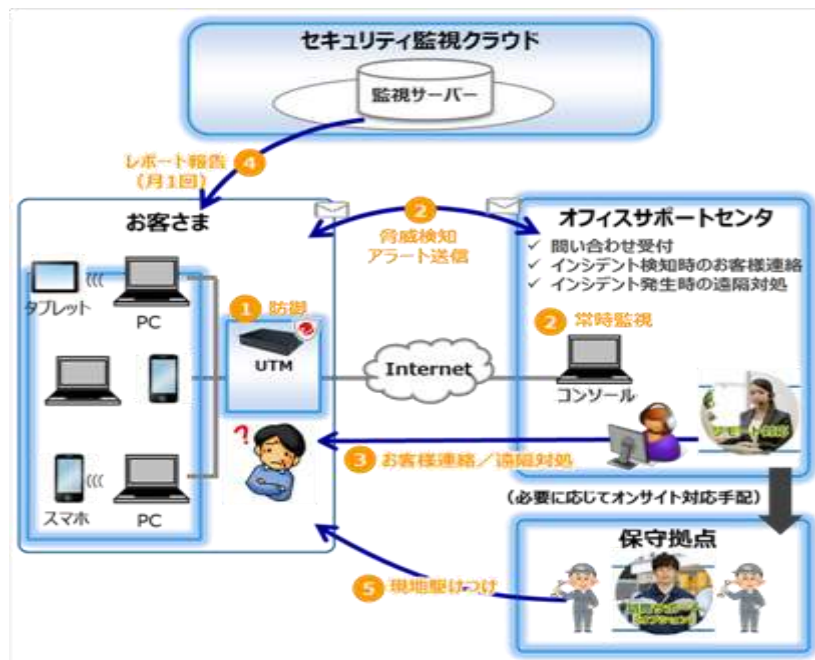 セキュリティ監視クラウド
監視サーバー
レポート報告
(月1回)
4
お客さま
2
脅威検知
アラート送信
オフィスサポートセンタ
✓ 問い合わせ受付
✓ インシデント検知時のお客様連絡
✓ インシデント発生時の遠隔対処
タブレット
PC
1 防御
UTM
Internet
2 常時監視
コンソール
サポート対応
?
3 お客様連絡／遠隔対処
スマホ
PC
(必要に応じてオンサイト対応手配)
保守拠点
5 現地駆けつけ